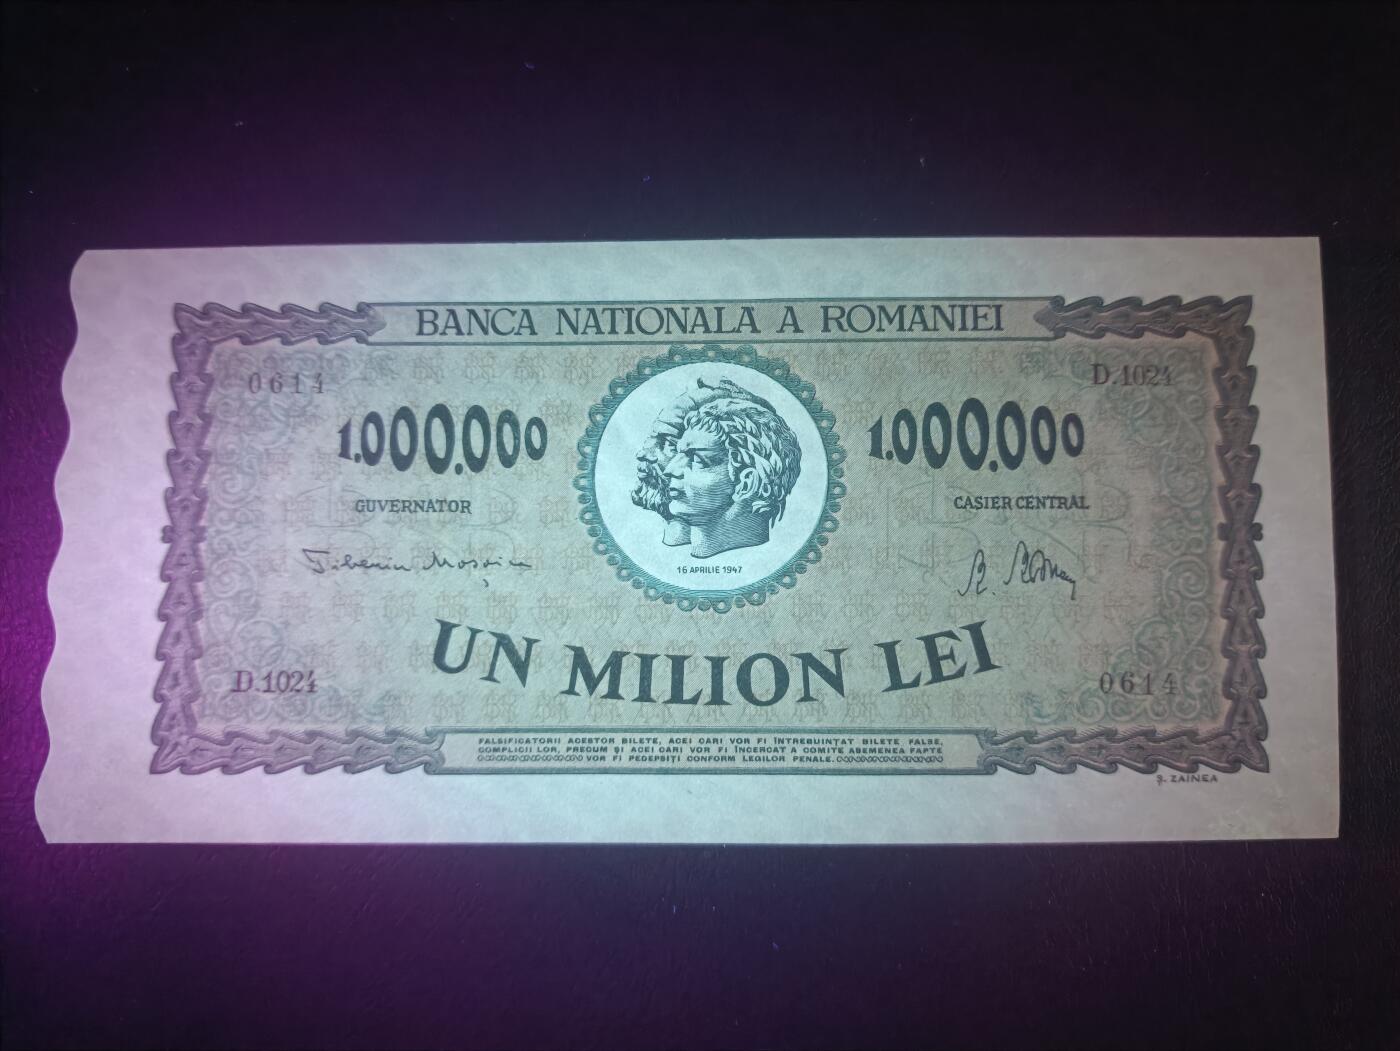 BANCA NATIONALA A ROMANIEI
0614
D.1024
1.000.000
1.000.000
GUVERNATOR
CASIER CENTRAL
16 APRILIE 1947
UN MILION LEI
D.1024
0614
FALSIFICATORII ACESTOR BILETE, ACEI CARI VOR FI ÎNTREBUINȚAT BILETE FALSE,
COMPLICII LOR, PRECUM ȘI ACEI CARI VOR FI ÎNCERCAT A COMITE ASEMENEA FAPTE
VOR FI PEDEPSIȚI CONFORM LEGILOR PENALE.
Ș. ZAINEA